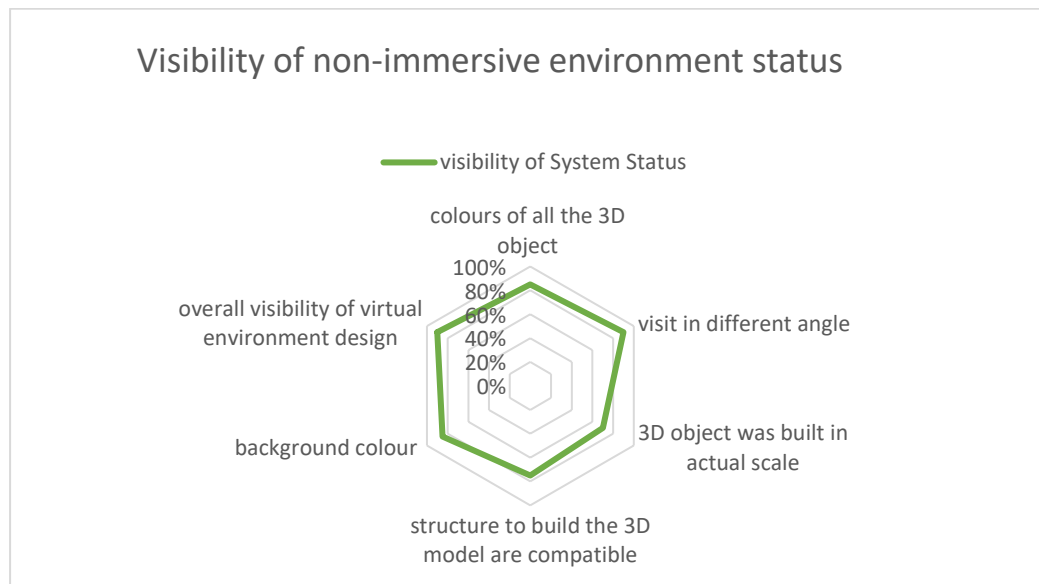 Visibility of non-immersive environment status
visibility of System Status
colours of all the 3D
object
100%
80%
60%
40%
20%
0%
visit in different angle
3D object was built in
actual scale
structure to build the 3D
model are compatible
background colour
overall visibility of virtual
environment design